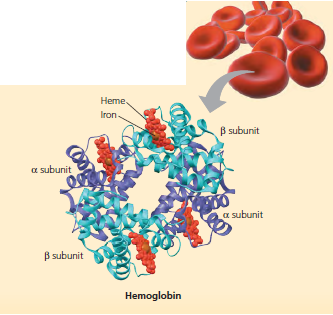 Heme
Iron
β subunit
α subunit
α subunit
β subunit
Hemoglobin